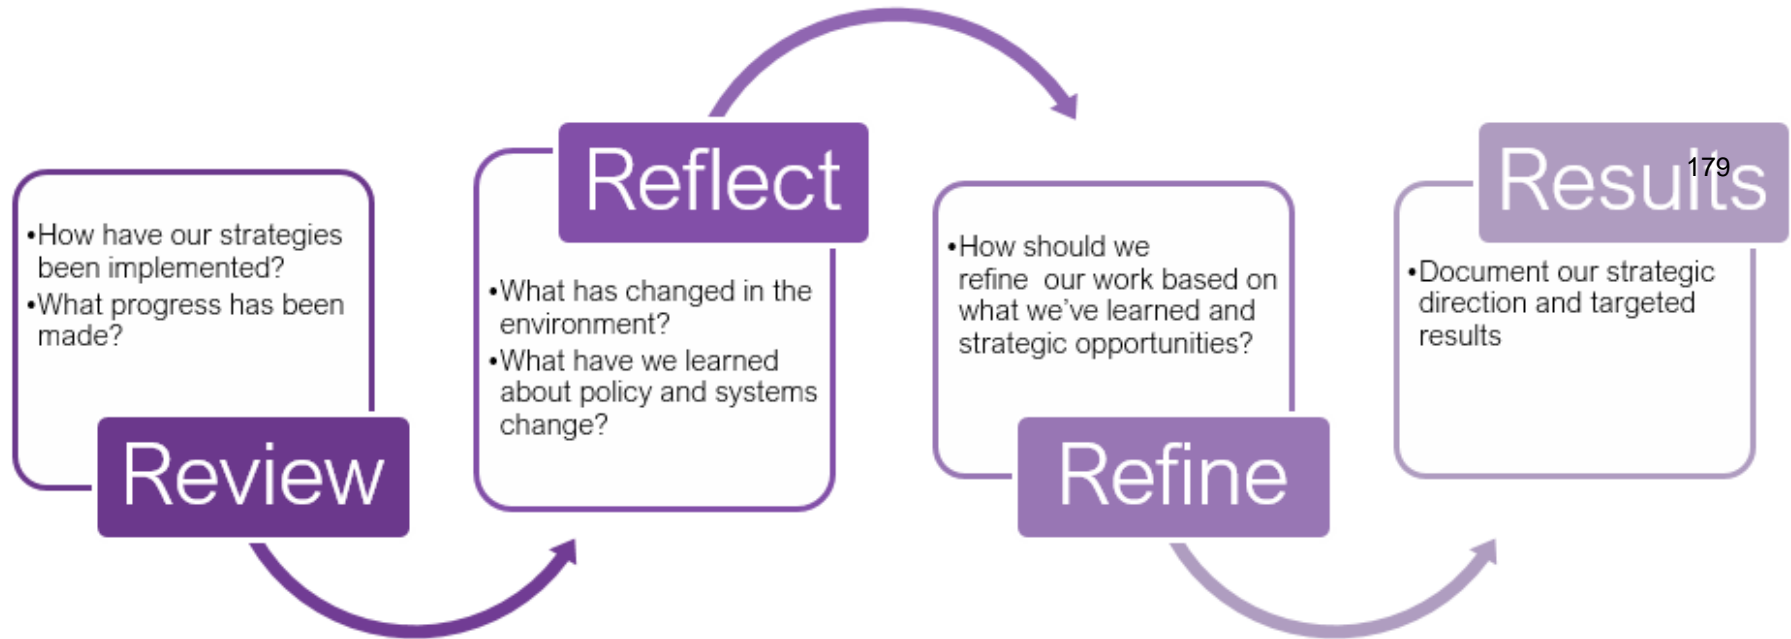 •How have our strategies
been implemented?
•What progress has been
made?
Review
Reflect
•What has changed in the
environment?
•What have we learned
about policy and systems
change?
•How should we
refine  our work based on
what we've learned and
strategic opportunities?
Refine
Results
179
•Document our strategic
direction and targeted
results